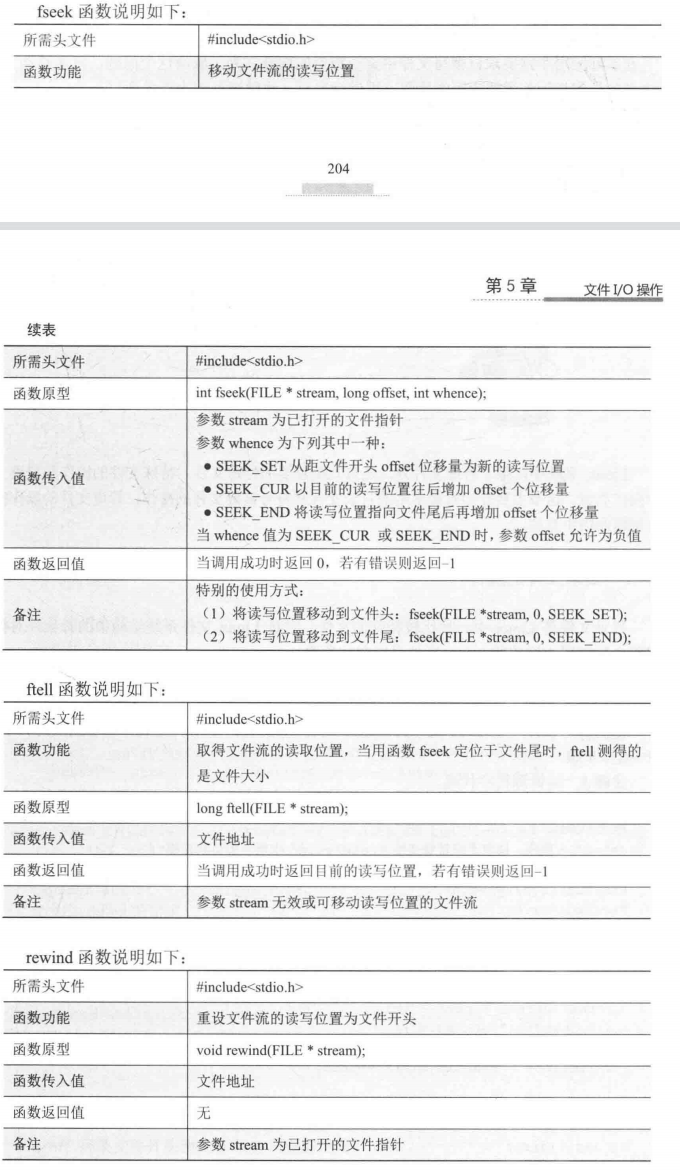 fseek 函数说明如下：
所需头文件 #include<stdio.h>
函数功能 移动文件流的读写位置
204
第 5 章 文件 I/O 操作
续表
所需头文件 #include<stdio.h>
函数原型 int fseek(FILE * stream, long offset, int whence);
函数传入值 参数 stream 为已打开的文件指针
参数 whence 为下列其中一种：
● SEEK_SET 从距文件开头 offset 位移量为新的读写位置
● SEEK_CUR 以目前的读写位置往后增加 offset 个位移量
● SEEK_END 将读写位置指向文件尾后再增加 offset 个位移量
当 whence 值为 SEEK_CUR 或 SEEK_END 时，参数 offset 允许为负值
函数返回值 当调用成功时返回 0，若有错误则返回–1
备注 特别的使用方式：
（1）将读写位置移动到文件头：fseek(FILE *stream, 0, SEEK_SET);
（2）将读写位置移动到文件尾：fseek(FILE *stream, 0, SEEK_END);
ftell 函数说明如下：
所需头文件 #include<stdio.h>
函数功能 取得文件流的读取位置，当用函数 fseek 定位于文件尾时，ftell 测得的
是文件大小
函数原型 long ftell(FILE * stream);
函数传入值 文件地址
函数返回值 当调用成功时返回目前的读写位置，若有错误则返回–1
备注 参数 stream 无效或可移动读写位置的文件流
rewind 函数说明如下：
所需头文件 #include<stdio.h>
函数功能 重设文件流的读写位置为文件开头
函数原型 void rewind(FILE * stream);
函数传入值 文件地址
函数返回值 无
备注 参数 stream 为已打开的文件指针